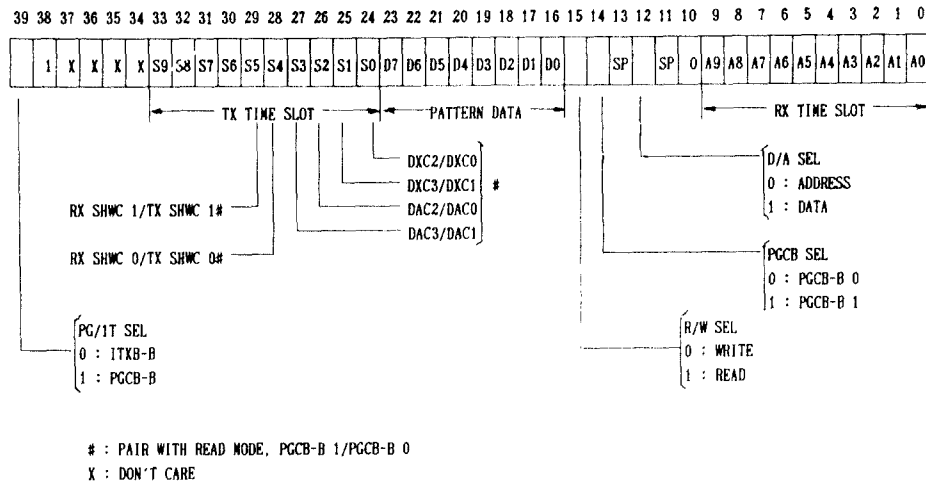 39 38 37 36 35 34 33 32 31 30 29 28 27 26 25 24 23 22 21 20 19 18 17 16 15 14 13 12 11 10 9 8 7 6 5 4 3 2 1 0
1 X X X X S9 S8 S7 S6 S5 S4 S3 S2 S1 S0 D7 D6 D5 D4 D3 D2 D1 D0 SP SP 0 A9 A8 A7 A6 A5 A4 A3 A2 A1 A0
TX TIME SLOT PATTERN DATA RX TIME SLOT
DXC2/DXC0
DXC3/DXC1 #
DAC2/DAC0
DAC3/DAC1
RX SHWC 1/TX SHWC 1#
RX SHWC 0/TX SHWC 0#
D/A SEL
0 : ADDRESS
1 : DATA
PGCB SEL
0 : PGCB-B 0
1 : PGCB-B 1
PG/1T SEL
0 : ITXB-B
1 : PGCB-B
R/W SEL
0 : WRITE
1 : READ
# : PAIR WITH READ MODE, PGCB-B 1/PGCB-B 0
X : DON'T CARE